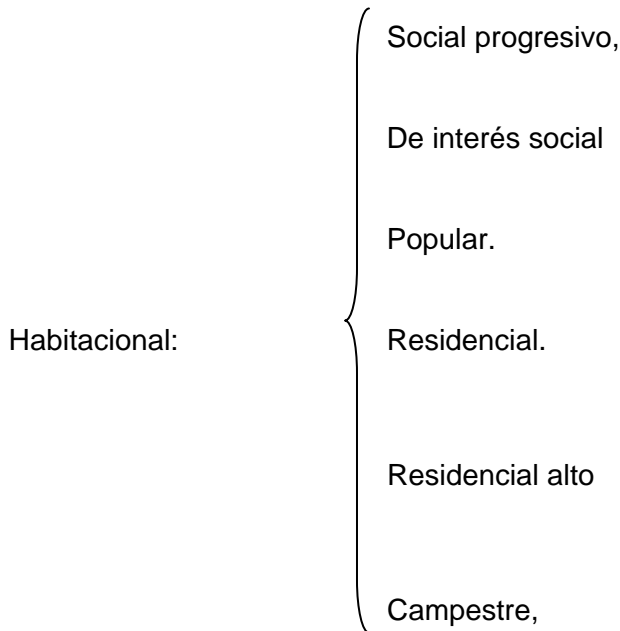 Social progresivo,
De interés social
Popular.
Habitacional:
Residencial.
Residencial alto
Campestre,